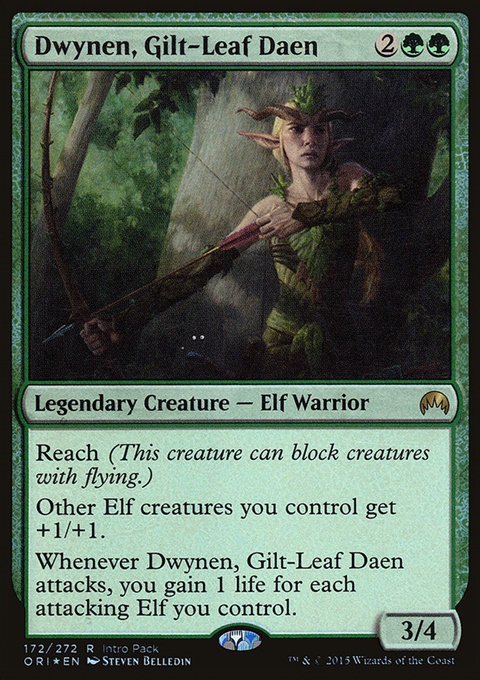 Dwynen, Gilt-Leaf Daen 2
Legendary Creature — Elf Warrior
Reach (This creature can block creatures
with flying.)
Other Elf creatures you control get
+1/+1.
Whenever Dwynen, Gilt-Leaf Daen
attacks, you gain 1 life for each
attacking Elf you control.
3/4
172/272 R Intro Pack
ORI★EN Steven Belledin
™ & © 2015 Wizards of the Coast